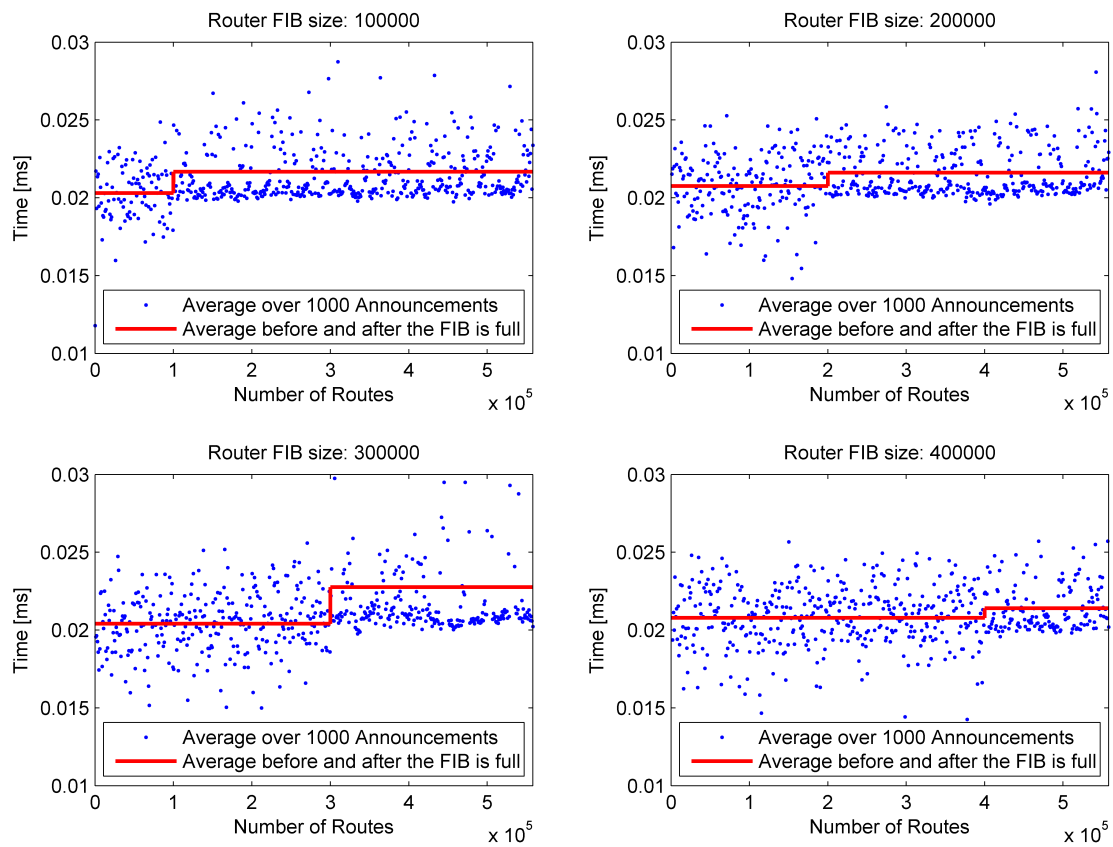 Router FIB size: 100000
0.03
0.025
0.02
0.015
0.01
Time [ms]
Average over 1000 Announcements
Average before and after the FIB is full
0 1 2 3 4 5
Number of Routes
x 10^5
Router FIB size: 200000
0.03
0.025
0.02
0.015
0.01
Time [ms]
Average over 1000 Announcements
Average before and after the FIB is full
0 1 2 3 4 5
Number of Routes
x 10^5
Router FIB size: 300000
0.03
0.025
0.02
0.015
0.01
Time [ms]
Average over 1000 Announcements
Average before and after the FIB is full
0 1 2 3 4 5
Number of Routes
x 10^5
Router FIB size: 400000
0.03
0.025
0.02
0.015
0.01
Time [ms]
Average over 1000 Announcements
Average before and after the FIB is full
0 1 2 3 4 5
Number of Routes
x 10^5